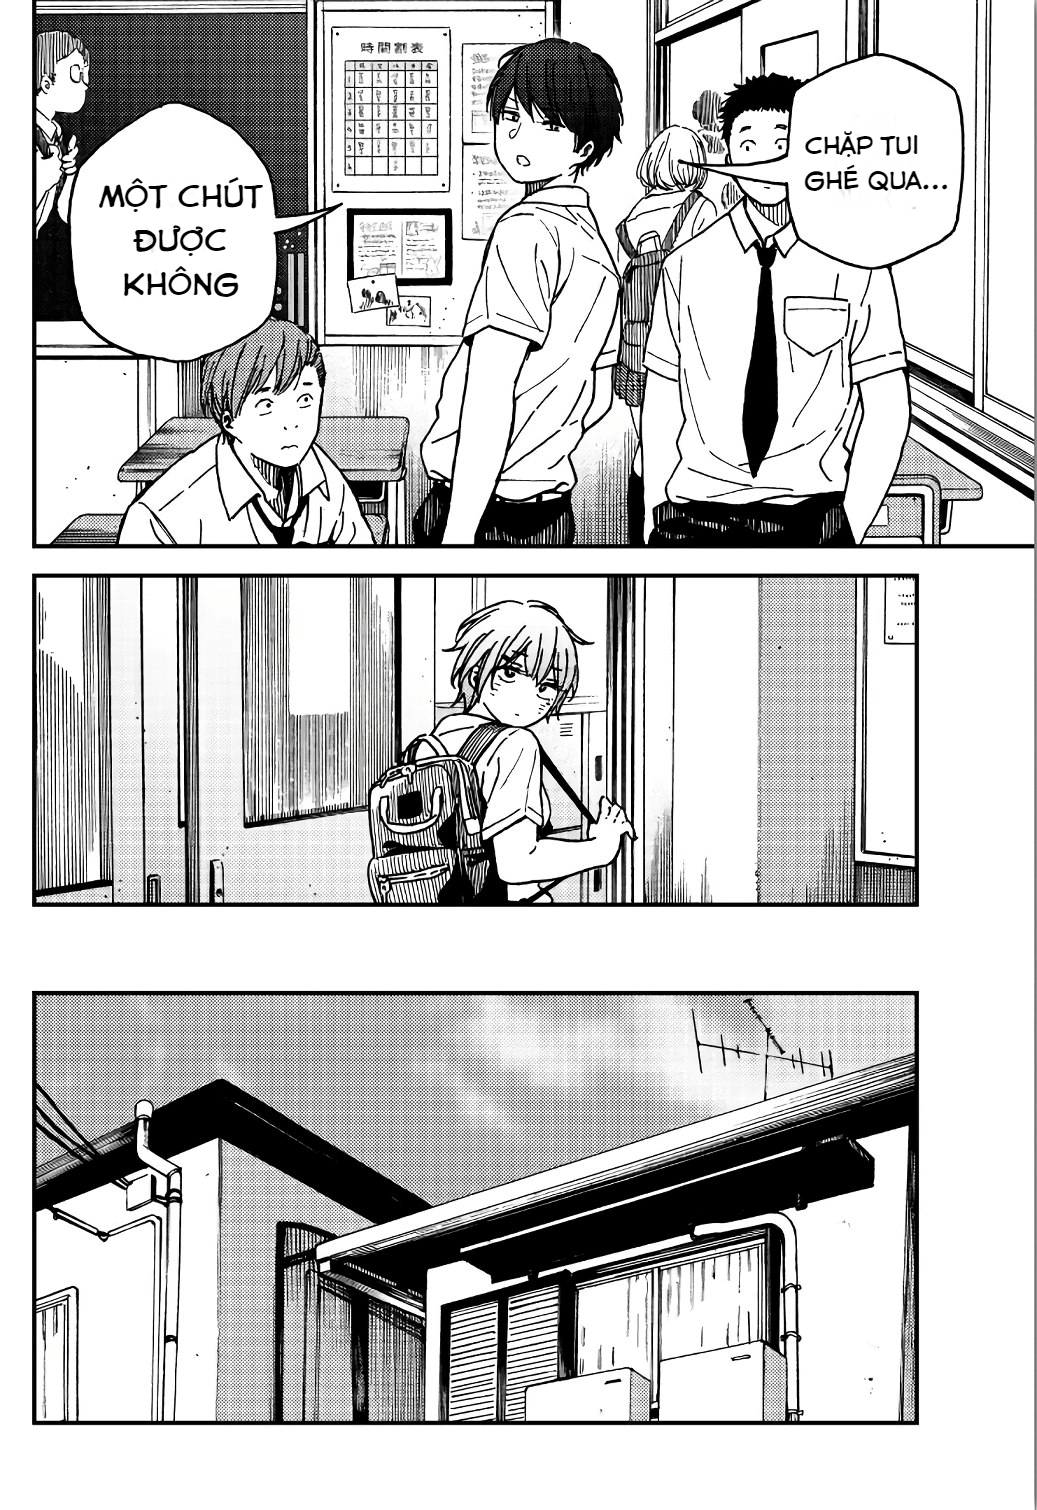 CHẶP TUI
GHÉ QUA...
MỘT CHÚT
ĐƯỢC
KHÔNG
時間割表